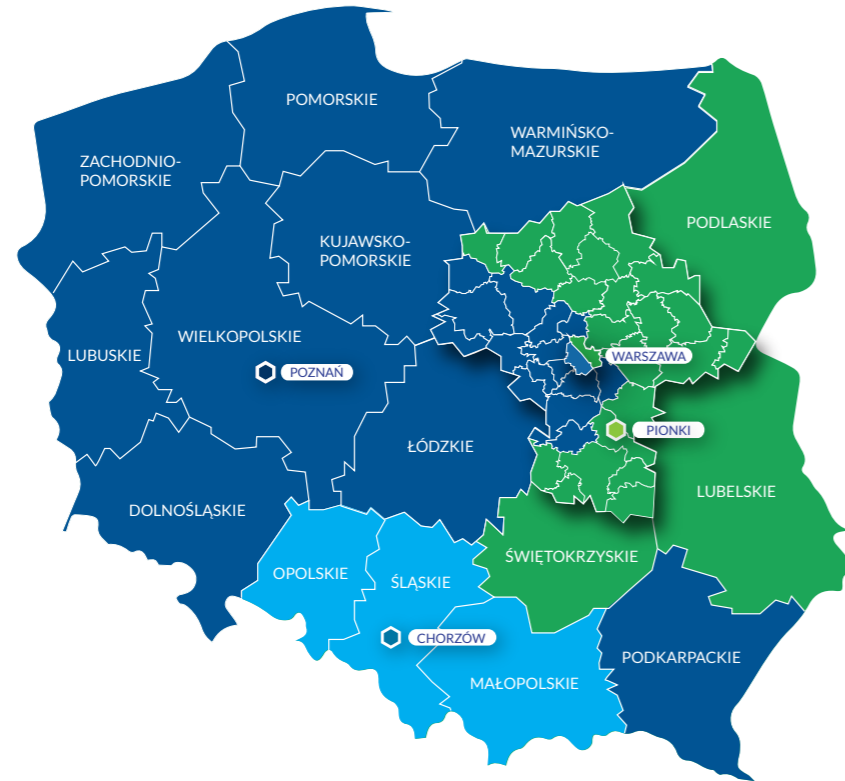 POMORSKIE
WARMIŃSKO-
MAZURSKIE
ZACHODNIO-
POMORSKIE
PODLASKIE
KUJAWSKO-
POMORSKIE
WIELKOPOLSKIE
LUBUSKIE
WARSZAWA
POZNAŃ
PIONKI
ŁÓDZKIE
LUBELSKIE
DOLNOŚLĄSKIE
ŚWIĘTOKRZYSKIE
OPOLSKIE
ŚLĄSKIE
CHORZÓW
PODKARPACKIE
MAŁOPOLSKIE